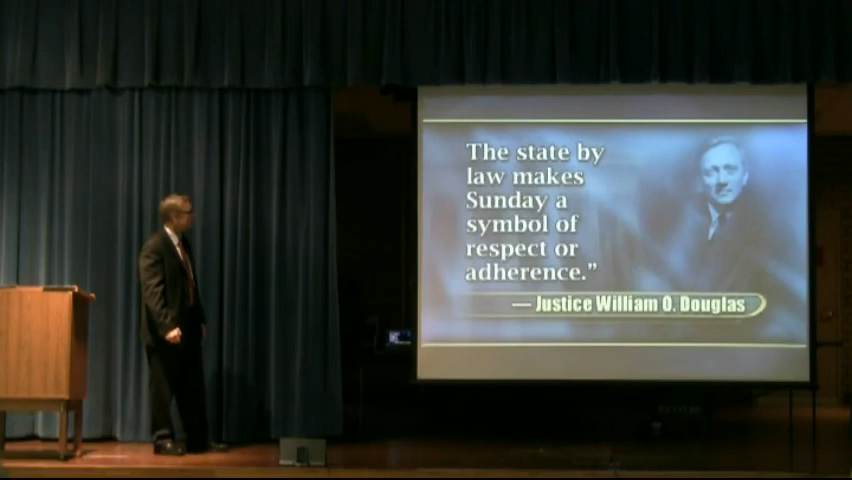 The state by
law makes
Sunday a
symbol of
respect or
adherence.”
— Justice William O. Douglas